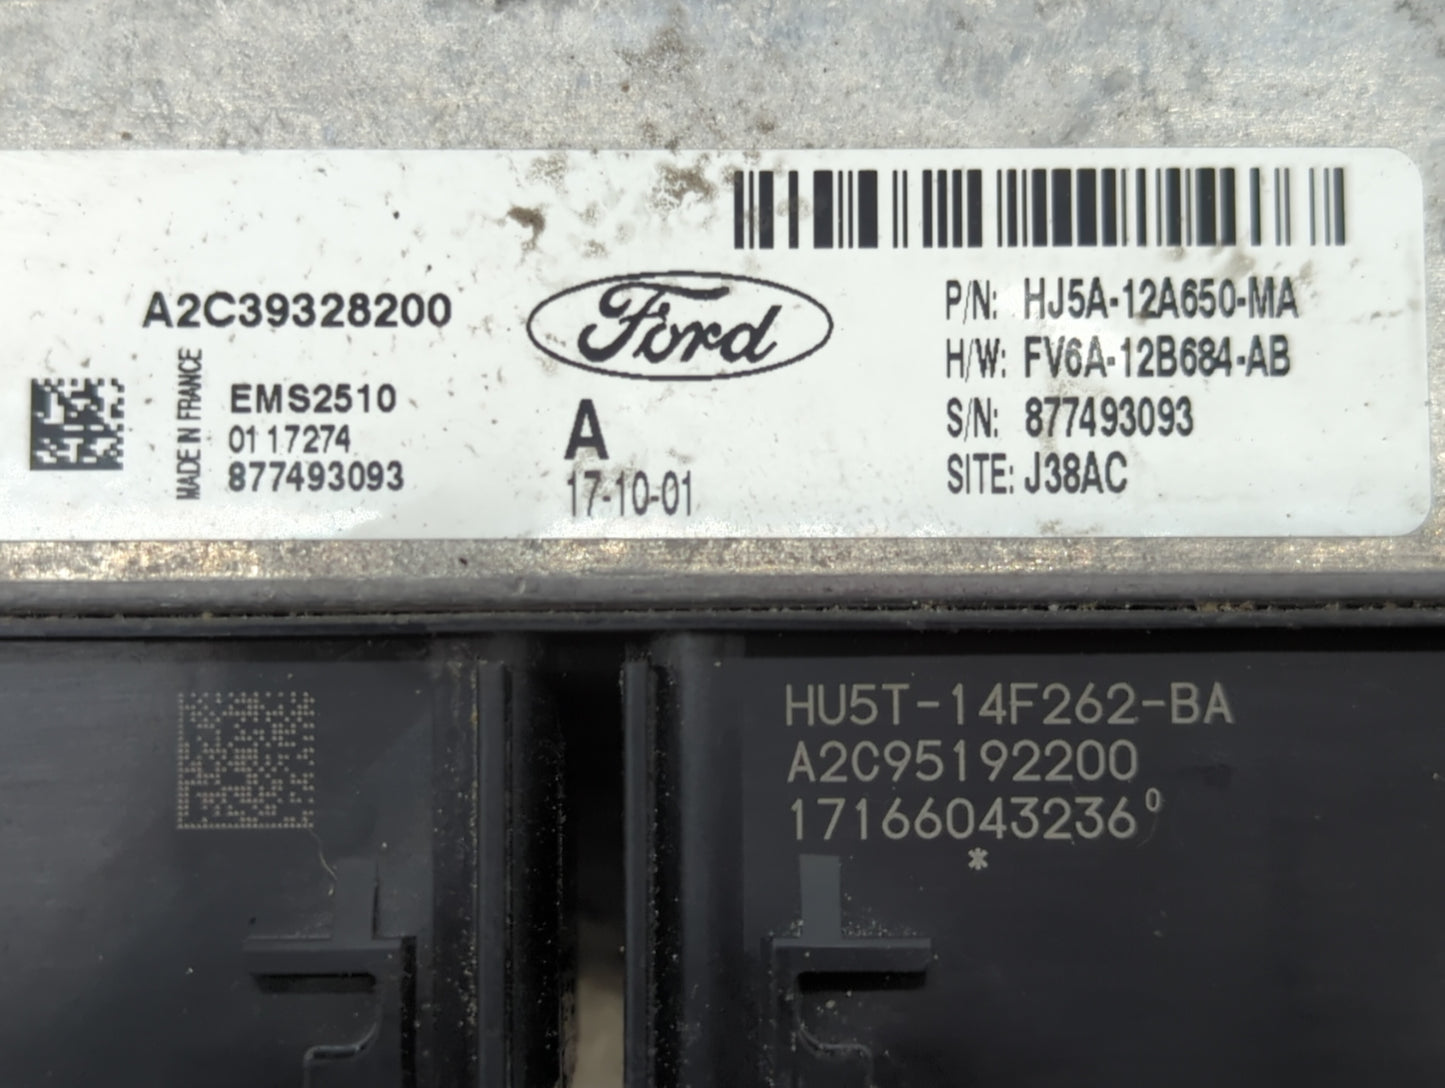 A2C39328200
MADE IN FRANCE
EMS2510
01 17274
877493093
Ford
A
17-10-01
P/N: HJ5A-12A650-MA
H/W: FV6A-12B684-AB
S/N: 877493093
SITE: J38AC
HU5T-14F262-BA
A2C95192200
17166043236⁰
*